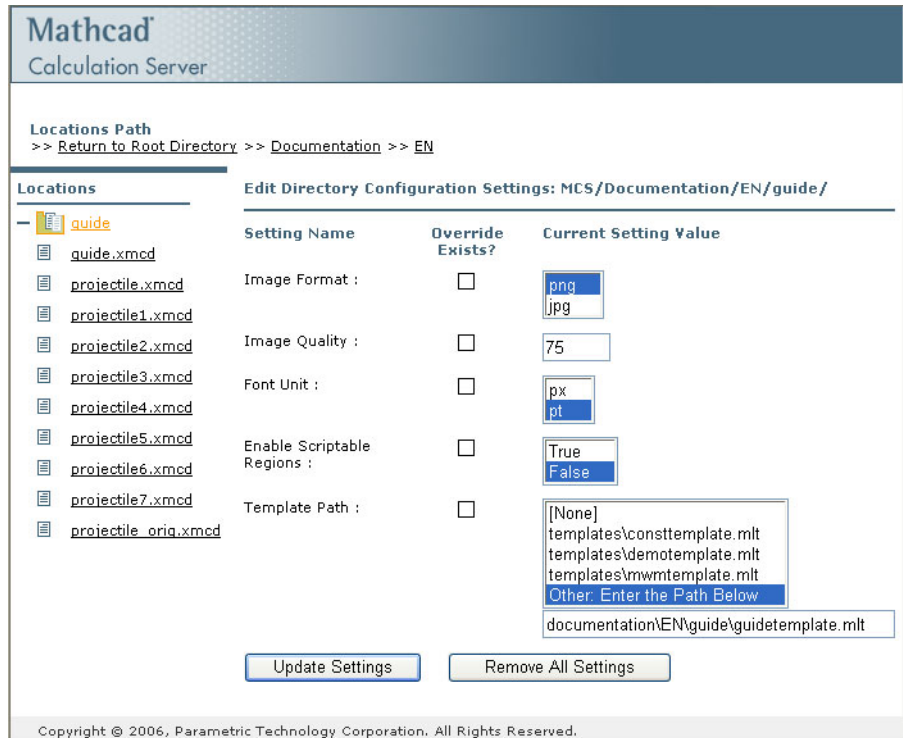 Mathcad
Calculation Server
Locations Path
>> Return to Root Directory >> Documentation >> EN
Locations
guide
guide.xmcd
projectile.xmcd
projectile1.xmcd
projectile2.xmcd
projectile3.xmcd
projectile4.xmcd
projectile5.xmcd
projectile6.xmcd
projectile7.xmcd
projectile_orig.xmcd
Edit Directory Configuration Settings: MCS/Documentation/EN/guide/
Setting Name
Override Exists?
Current Setting Value
Image Format :
png
jpg
Image Quality :
75
Font Unit :
px
pt
Enable Scriptable
Regions :
True
False
Template Path :
[None]
templates\consttemplate.mlt
templates\demotemplate.mlt
templates\mwmtemplate.mlt
Other: Enter the Path Below
documentation\EN\guide\guidetemplate.mlt
Update Settings
Remove All Settings
Copyright © 2006, Parametric Technology Corporation. All Rights Reserved.